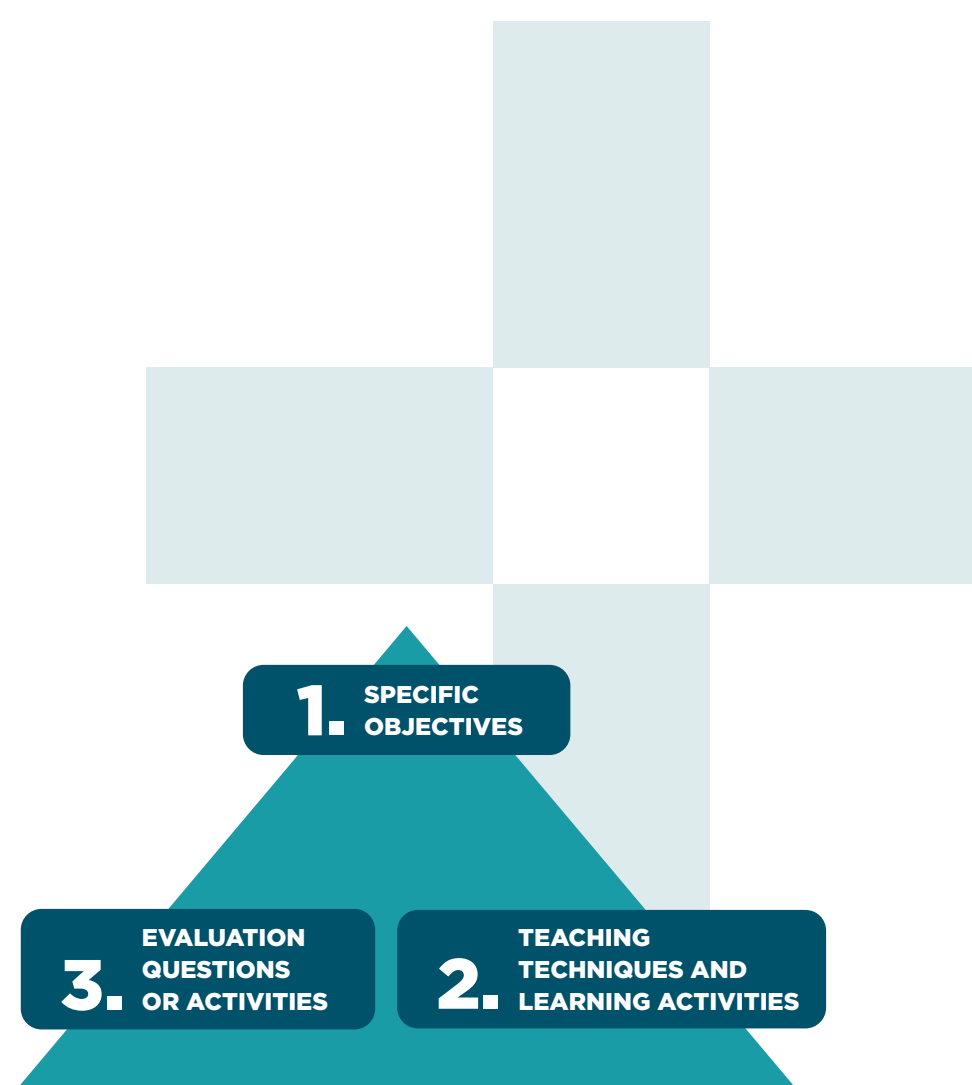 1. SPECIFIC
OBJECTIVES
3. EVALUATION
QUESTIONS
OR ACTIVITIES
2. TEACHING
TECHNIQUES AND
LEARNING ACTIVITIES